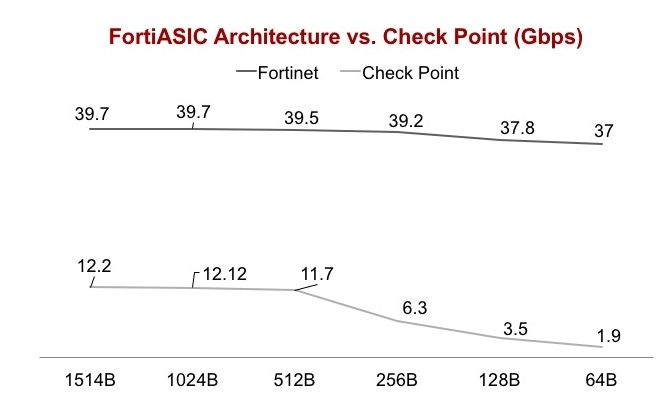 FortiASIC Architecture vs. Check Point (Gbps)
Fortinet Check Point
39.7 39.7 39.5 39.2 37.8 37
12.2 12.12 11.7 6.3 3.5 1.9
1514B 1024B 512B 256B 128B 64B